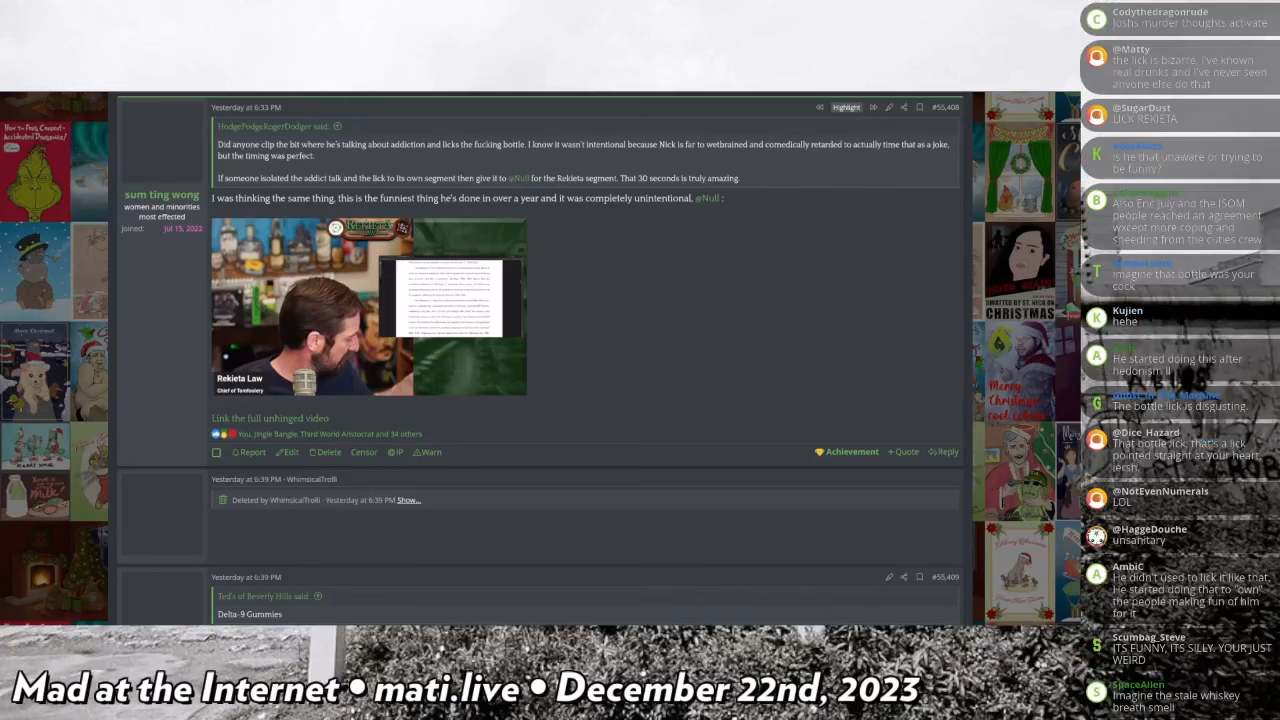 Yesterday at 6:33 PM
Highlight
#55,408
HodgePodgeRogerDodger said:
Did anyone clip the bit where he's talking about addiction and licks the fucking bottle. I know it wasn't intentional because Nick is far to wetbrained and comedically retarded to actually time that as a joke,
but the timing was perfect.
If someone isolated the addict talk and the lick to its own segment then give it to @Null for the Rekieta segment. That 30 seconds is truly amazing.
sum ting wong
women and minorities
most effected
Joined: Jul 15, 2022
I was thinking the same thing, this is the funniest thing he's done in over a year and it was completely unintentional, @Null :
REKIETA
Rekieta Law
Chief of Tomfoolery
Link the full unhinged video
You, Jingle Bangle, Third World Aristocrat and 34 others
Report Edit Delete Censor IP Warn
Achievement + Quote Reply
Yesterday at 6:39 PM · WhimsicalTrolli
Deleted by WhimsicalTrolli · Yesterday at 6:39 PM Show...
Yesterday at 6:39 PM
#55,409
Ted's of Beverly Hills said:
Delta-9 Gummies
SWATTED BY ST. NICK ON
CHRISTMAS
Merry
Christmas
Codythedragonrude
Joshs murder thoughts activate
@Matty
the lick is bizarre, I've known
real drunks and I've never seen
anyone else do that
@SugarDust
LICK REKIETA
Is he that unaware or trying to
be funny?
Also Eric July and the ISOM
people reached an agreement
wxcept more coping and
sneeding from the cuties crew
imagine that bottle was your
cock
Kujien
hehe
He started doing this after
hedonism II
The bottle lick is disgusting.
@Dice_Hazard
That bottle lick, that's a lick
pointed straight at your heart,
Jersh.
@NotEvenNumerals
LOL
@HaggeDouche
unsanitary
AmbiC
He didn't used to lick it like that,
He started doing that to "own"
the people making fun of him
for it
Scumbag_Steve
ITS FUNNY, ITS SILLY. YOUR JUST
WEIRD
SpaceAlien
Imagine the stale whiskey
breath smell
Mad at the Internet • mati live • December 22nd, 2023